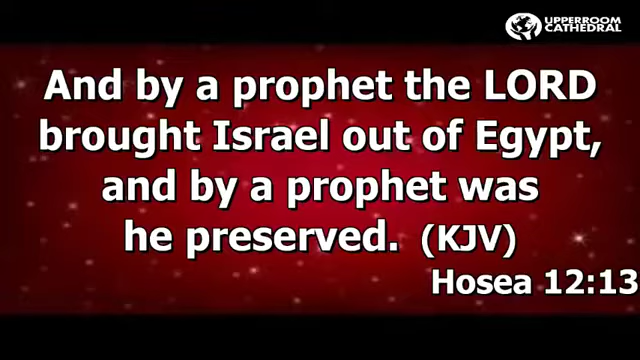 UPPERROOM
CATHEDRAL
And by a prophet the LORD
brought Israel out of Egypt,
and by a prophet was
he preserved. (KJV)
Hosea 12:13